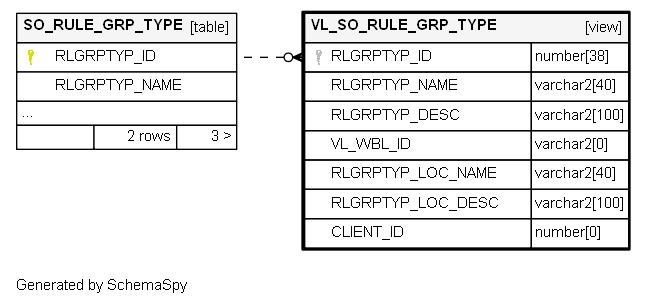 SO_RULE_GRP_TYPE [table]
RLGRPTYP_ID
RLGRPTYP_NAME
...
2 rows 3 >
VL_SO_RULE_GRP_TYPE [view]
RLGRPTYP_ID number[38]
RLGRPTYP_NAME varchar2[40]
RLGRPTYP_DESC varchar2[100]
VL_WBL_ID varchar2[0]
RLGRPTYP_LOC_NAME varchar2[40]
RLGRPTYP_LOC_DESC varchar2[100]
CLIENT_ID number[0]
Generated by SchemaSpy